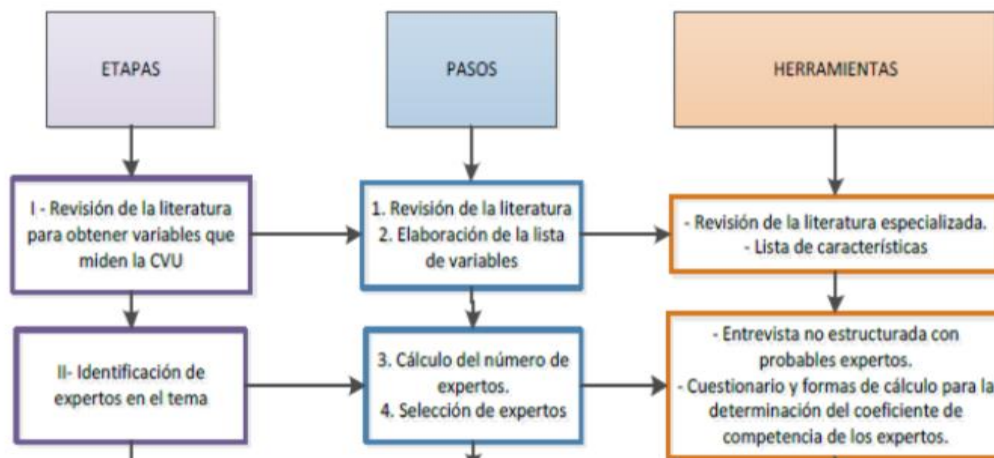 ETAPAS
PASOS
HERRAMIENTAS
I - Revisión de la literatura
para obtener variables que
miden la CVU
1. Revisión de la literatura
2. Elaboración de la lista
de variables
- Revisión de la literatura especializada.
- Lista de características
II- Identificación de
expertos en el tema
3. Cálculo del número de
expertos.
4. Selección de expertos
- Entrevista no estructurada con
probables expertos.
- Cuestionario y formas de cálculo para la
determinación del coeficiente de
competencia de los expertos.